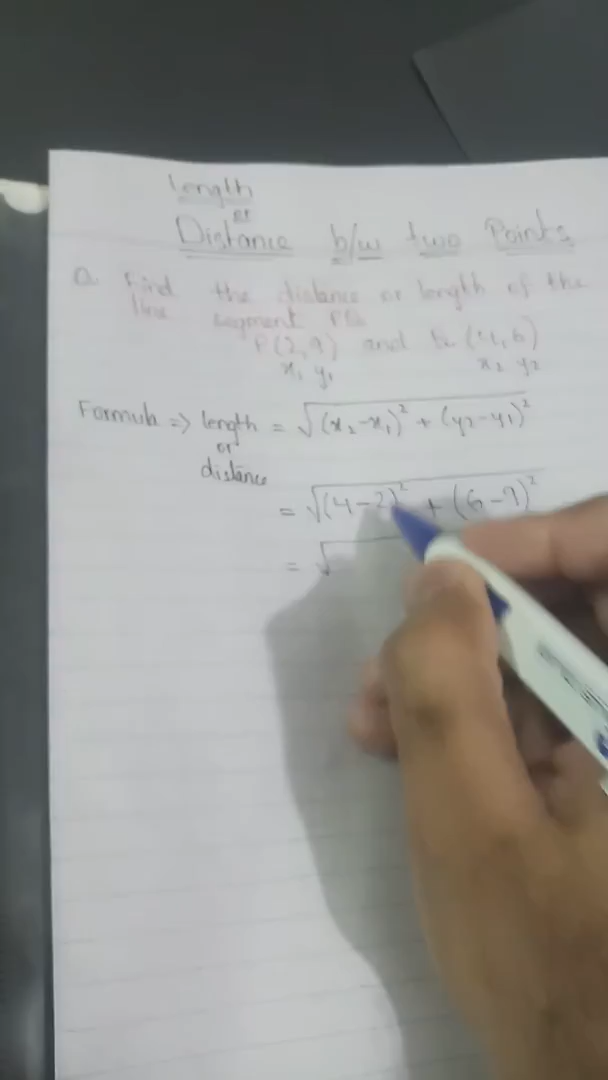 Length
or
Distance b/w two Points
Q. Find the distance or length of the
line segment PQ
P(2,9) and (4,6)
x₁ y₁ x₂ y₂
Formula => length = √(x₂-x₁)² + (y₂-y₁)²
or
distance
= √(4-2)² + (6-9)²
= √